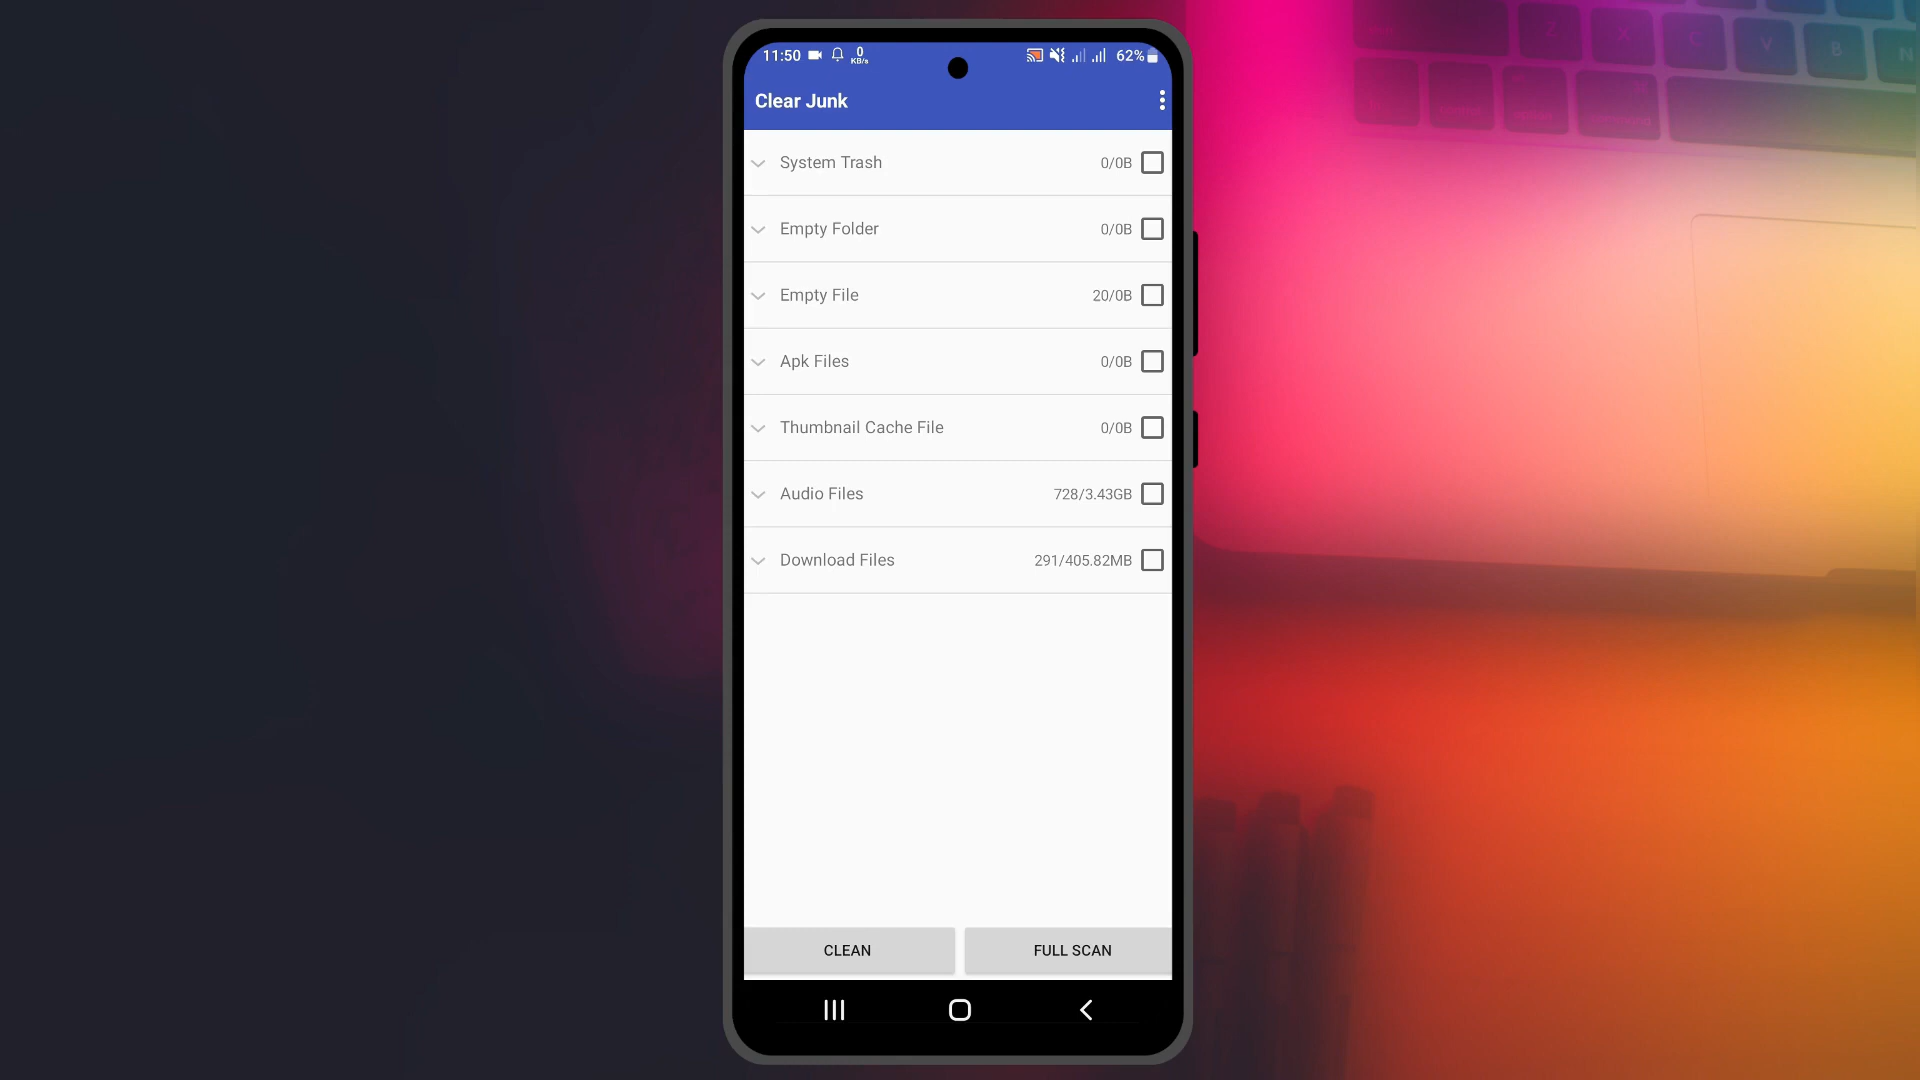 11:50 0 KB/s 62%
Clear Junk
System Trash 0/0B
Empty Folder 0/0B
Empty File 20/0B
Apk Files 0/0B
Thumbnail Cache File 0/0B
Audio Files 728/3.43GB
Download Files 291/405.82MB
CLEAN FULL SCAN
Z X C V B N
option